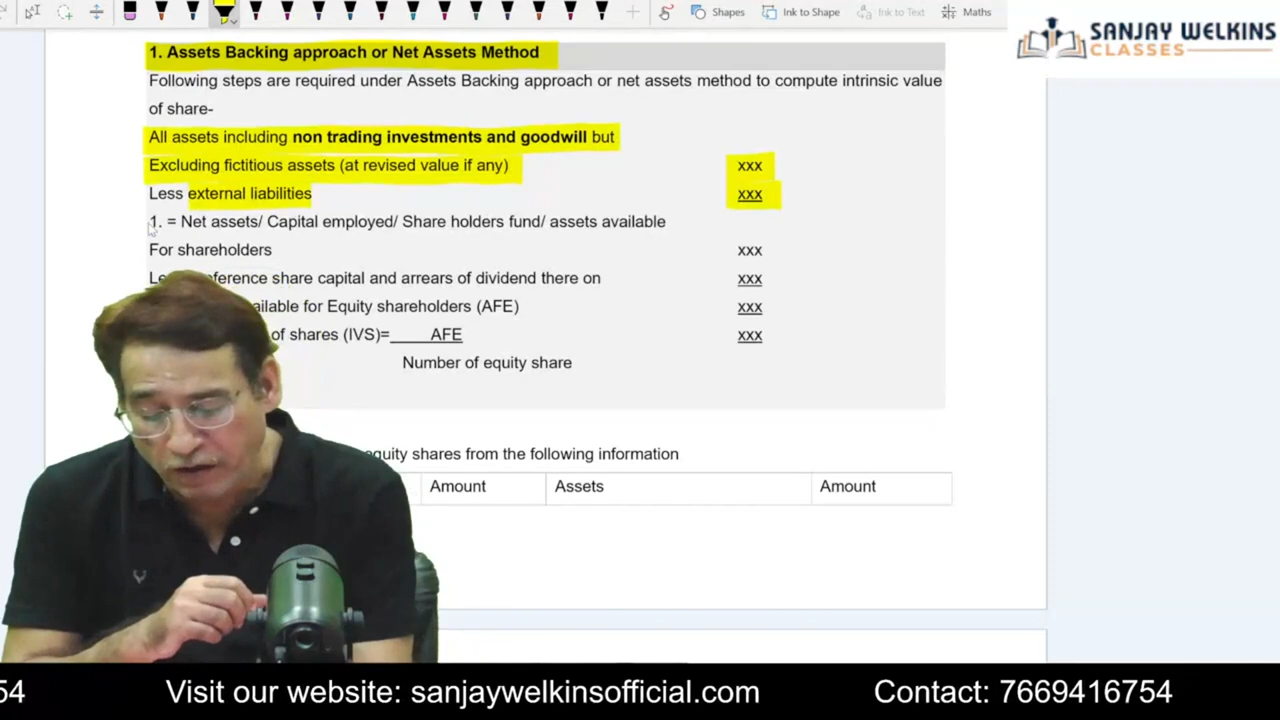 Shapes
Ink to Shape
Ink to Text
Maths
SANJAY WELKINS
CLASSES
1. Assets Backing approach or Net Assets Method
Following steps are required under Assets Backing approach or net assets method to compute intrinsic value
of share-
All assets including non trading investments and goodwill but
Excluding fictitious assets (at revised value if any) xxx
Less external liabilities xxx
1. = Net assets/ Capital employed/ Share holders fund/ assets available
For shareholders xxx
share capital and arrears of dividend there on xxx
for Equity shareholders (AFE) xxx
of shares (IVS)= AFE xxx
Number of equity share
equity shares from the following information
Amount Assets Amount
54 Visit our website: sanjaywelkinsofficial.com Contact: 7669416754